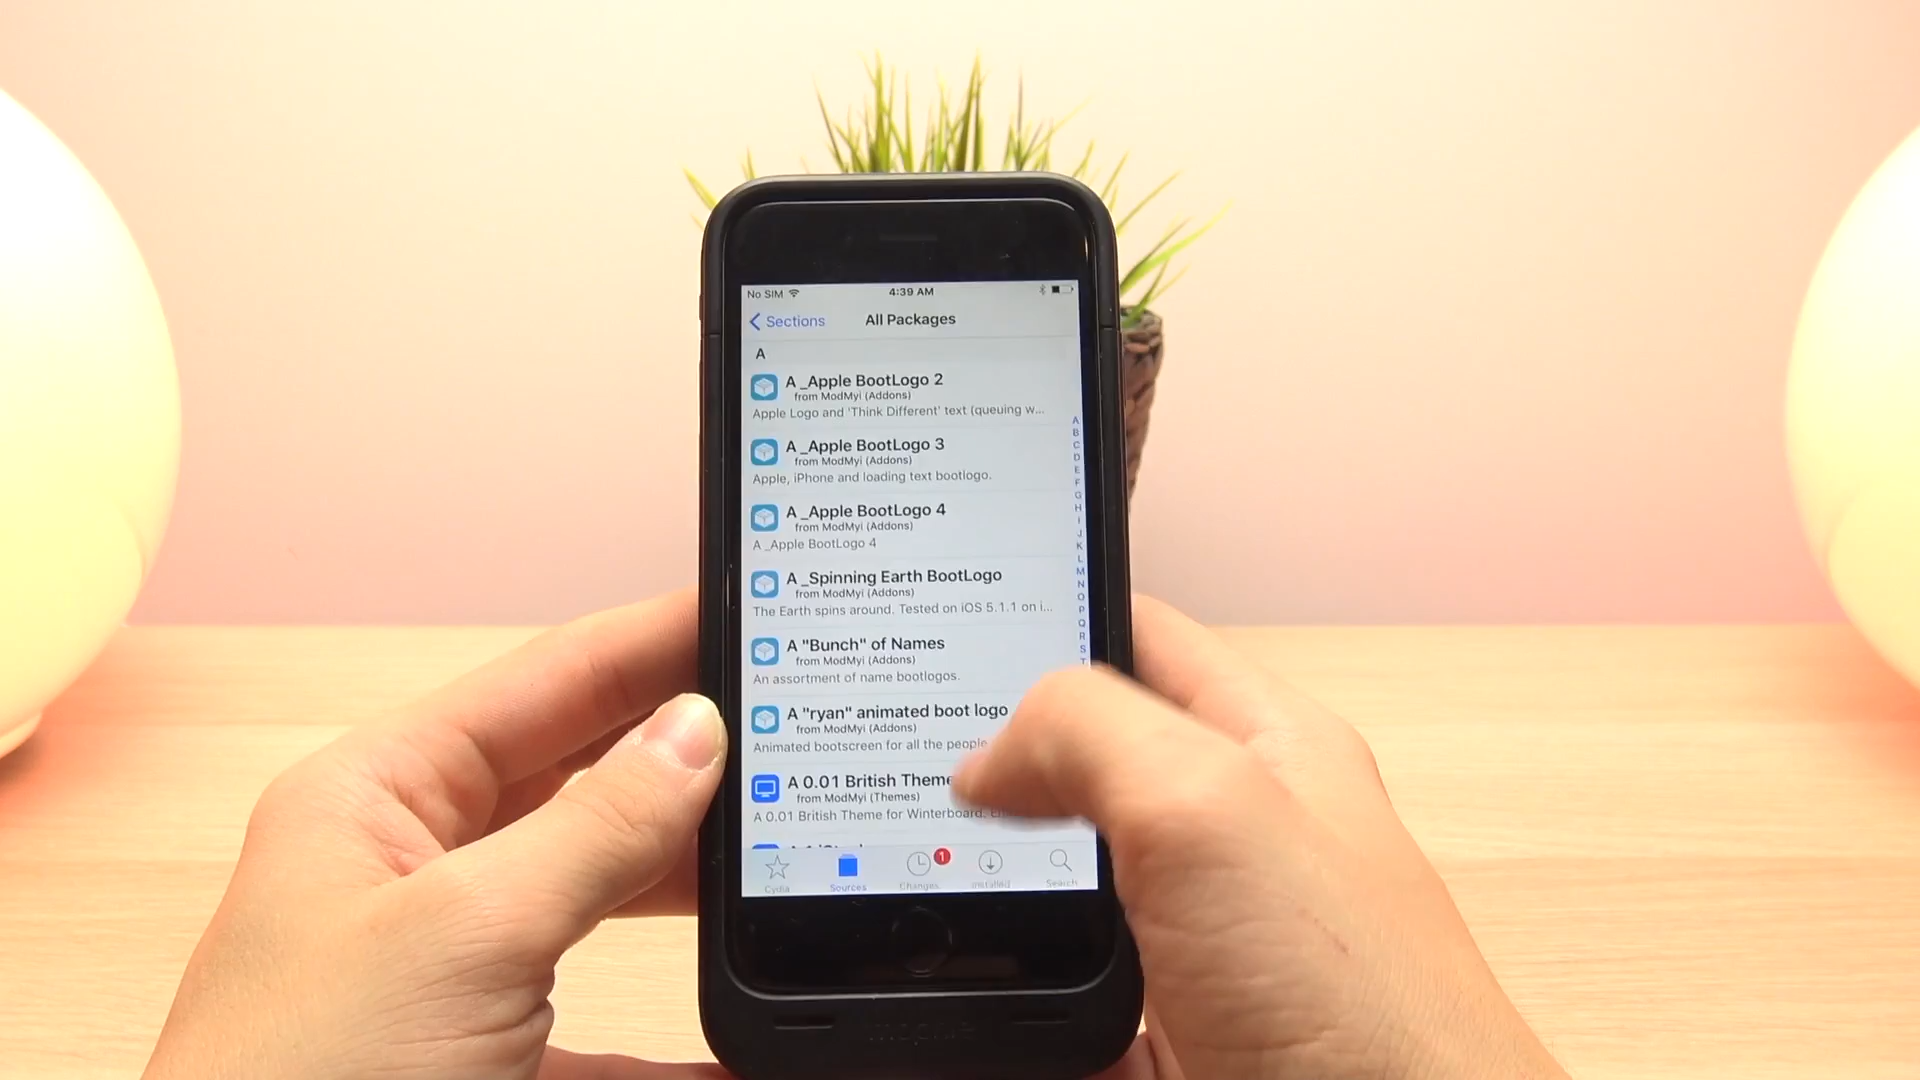 No SIM
4:39 AM
Sections
All Packages
A
A _Apple BootLogo 2
from ModMyi (Addons)
Apple Logo and 'Think Different' text (queuing w...
A _Apple BootLogo 3
from ModMyi (Addons)
Apple, iPhone and loading text bootlogo.
A _Apple BootLogo 4
from ModMyi (Addons)
A _Apple BootLogo 4
A _Spinning Earth BootLogo
from ModMyi (Addons)
The Earth spins around. Tested on iOS 5.1.1 on i...
A "Bunch" of Names
from ModMyi (Addons)
An assortment of name bootlogos.
A "ryan" animated boot logo
from ModMyi (Addons)
Animated bootscreen for all the people
A 0.01 British Theme
from ModMyi (Themes)
A 0.01 British Theme for Winterboard.
A
B
C
D
E
F
G
H
I
J
K
L
M
N
O
P
Q
R
S
T
1
Cydia
Sources
Changes
Installed
Search
mophie